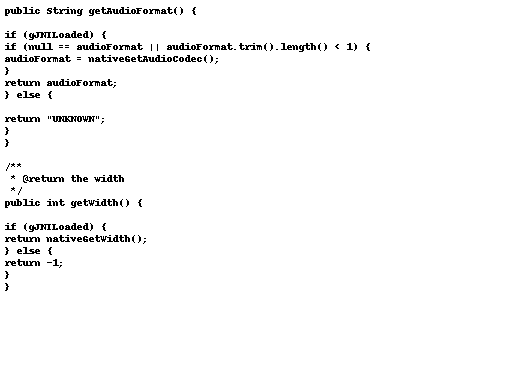 public String getAudioFormat() {

if (gJNILoaded) {
if (null == audioFormat || audioFormat.trim().length() < 1) {
audioFormat = nativeGetAudioCodec();
}
return audioFormat;
} else {

return "UNKNOWN";
}
}

/**
 * @return the width
 */
public int getWidth() {

if (gJNILoaded) {
return nativeGetWidth();
} else {
return -1;
}
}